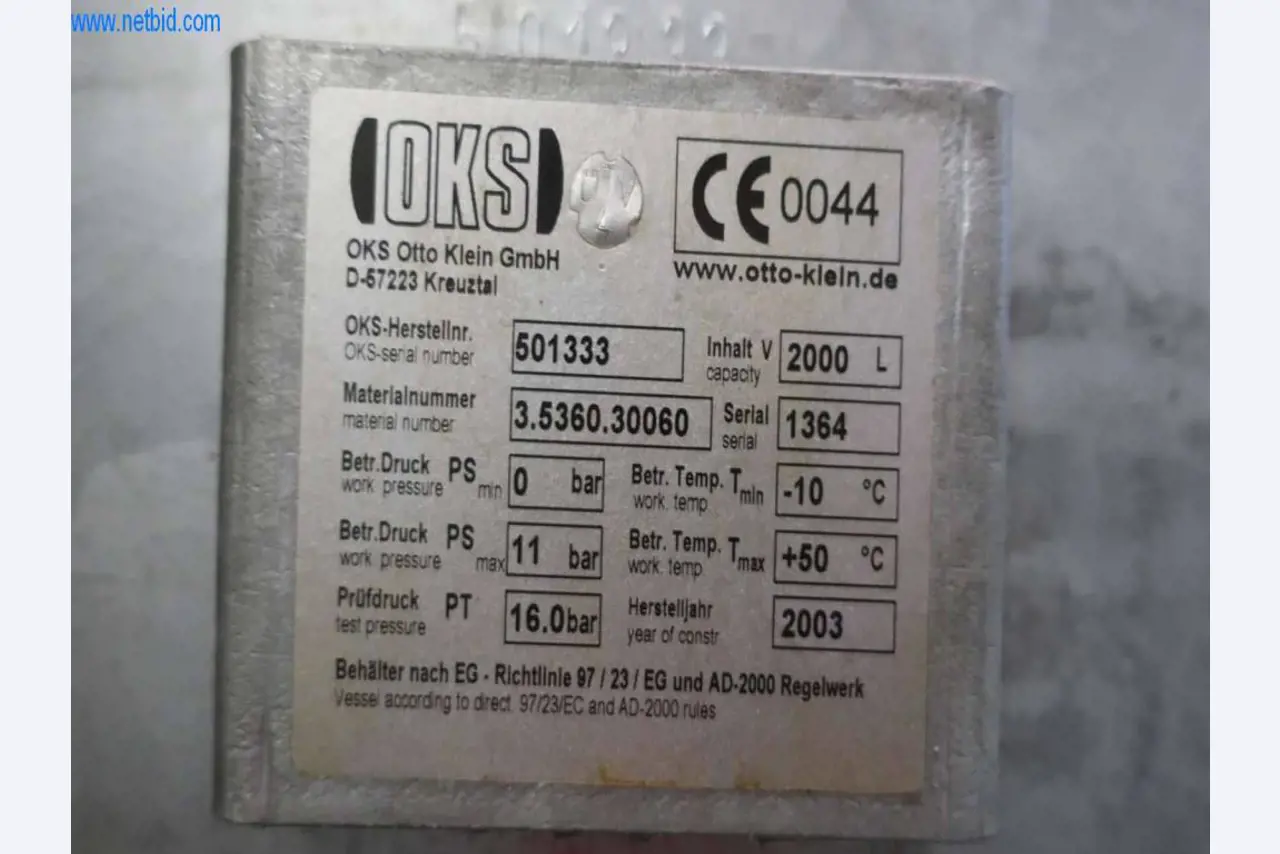 www.netbid.com
OKS
CE 0044
OKS Otto Klein GmbH
D-57223 Kreuztal
www.otto-klein.de
OKS-Herstellnr. 501333 Inhalt V 2000 L
OKS-serial number capacity
Materialnummer 3.5360.30060 Serial 1364
material number serial
Betr.Druck PS min 0 bar Betr. Temp. Tmin -10 °C
work pressure work. temp
Betr.Druck PS max 11 bar Betr. Temp. Tmax +50 °C
work pressure work. temp
Prüfdruck PT 16.0bar Herstelljahr 2003
test pressure year of constr
Behälter nach EG - Richtlinie 97 / 23 / EG und AD-2000 Regelwerk
Vessel according to direct. 97/23/EC and AD-2000 rules